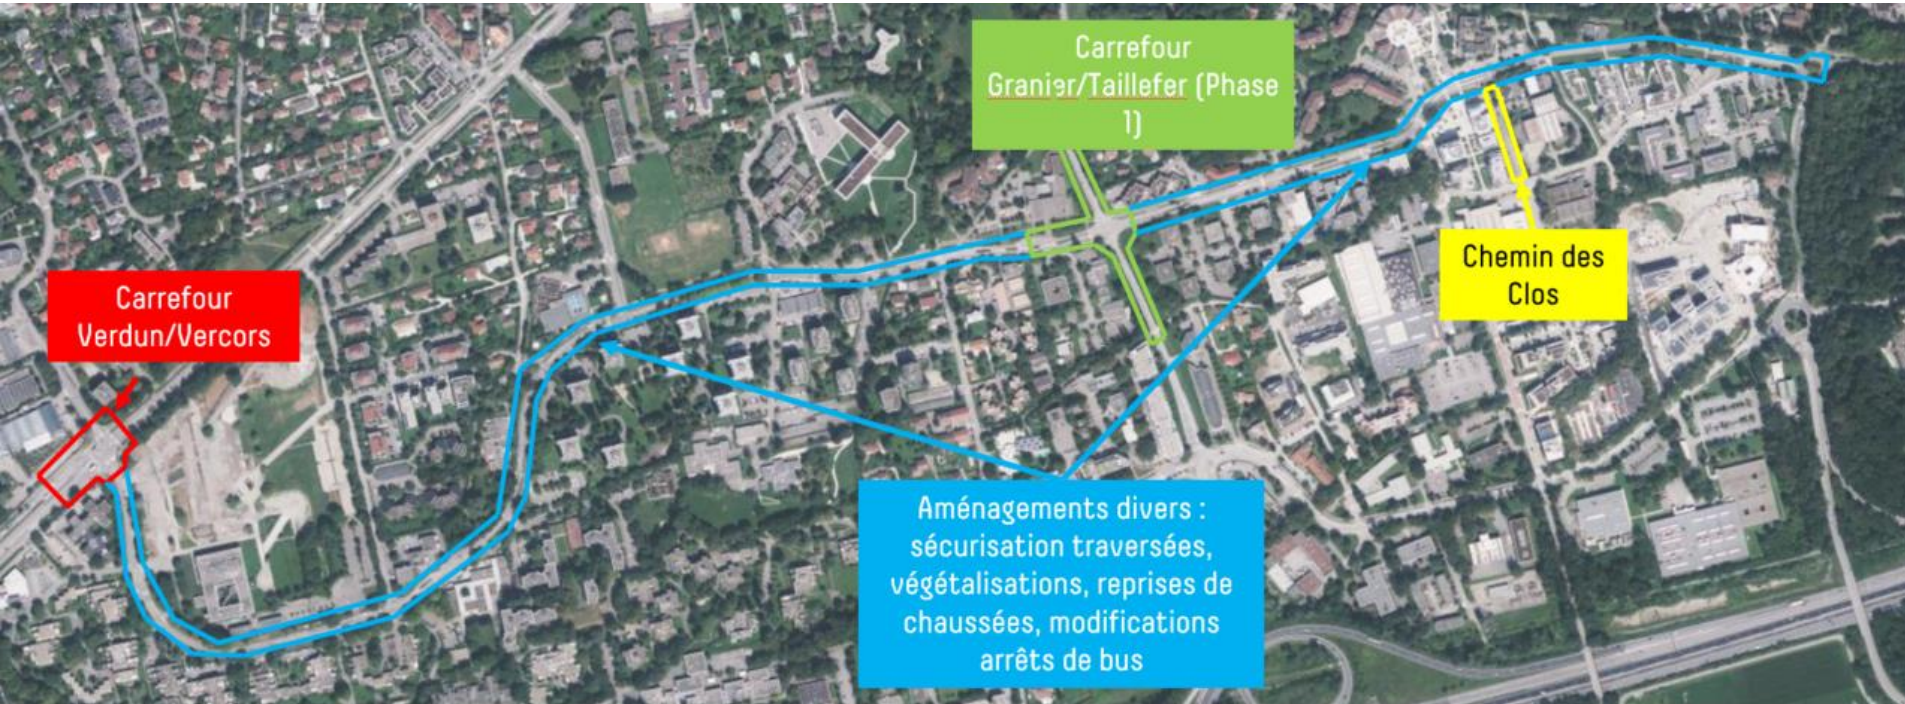 Carrefour
Granier/Taillefer (Phase
1)
Carrefour
Verdun/Vercors
Chemin des
Clos
Aménagements divers :
sécurisation traversées,
végétalisations, reprises de
chaussées, modifications
arrêts de bus